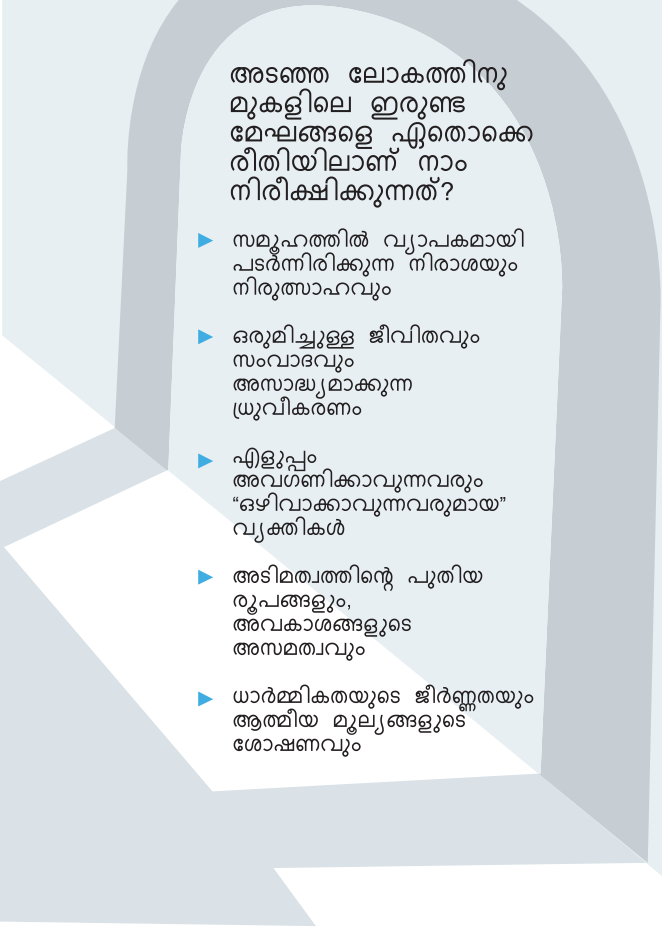 അടഞ്ഞ ലോകത്തിനു
മുകളിലെ ഇരുണ്ട
മേഘങ്ങളെ ഏതൊക്കെ
രീതിയിലാണ് നാം
നിരീക്ഷിക്കുന്നത്?
സമൂഹത്തിൽ വ്യാപകമായി
പടർന്നിരിക്കുന്ന നിരാശയും
നിരുത്സാഹവും
ഒരുമിച്ചുള്ള ജീവിതവും
സംവാദവും
അസാദ്ധ്യമാക്കുന്ന
ധ്രുവീകരണം
എളുപ്പം
അവഗണിക്കാവുന്നവരും
“ഒഴിവാക്കാവുന്നവരുമായ”
വ്യക്തികൾ
അടിമത്വത്തിന്റെ പുതിയ
രൂപങ്ങളും,
അവകാശങ്ങളുടെ
അസമത്വവും
ധാർമ്മികതയുടെ ജീർണ്ണതയും
ആത്മീയ മൂല്യങ്ങളുടെ
ശോഷണവും